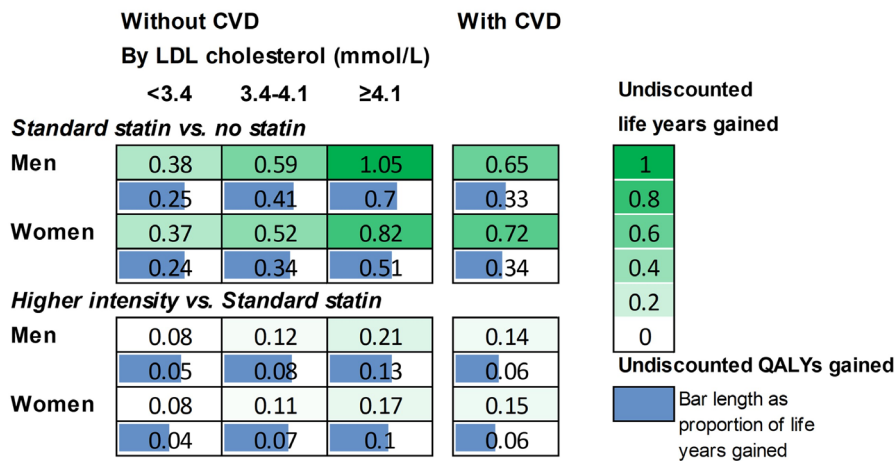 Without CVD With CVD
By LDL cholesterol (mmol/L)
<3.4 3.4-4.1 ≥4.1
Standard statin vs. no statin
Men 0.38 0.59 1.05 0.65
0.25 0.41 0.7 0.33
Women 0.37 0.52 0.82 0.72
0.24 0.34 0.51 0.34
Higher intensity vs. Standard statin
Men 0.08 0.12 0.21 0.14
0.05 0.08 0.13 0.06
Women 0.08 0.11 0.17 0.15
0.04 0.07 0.1 0.06
Undiscounted
life years gained
1
0.8
0.6
0.4
0.2
0
Undiscounted QALYs gained
Bar length as
proportion of life
years gained